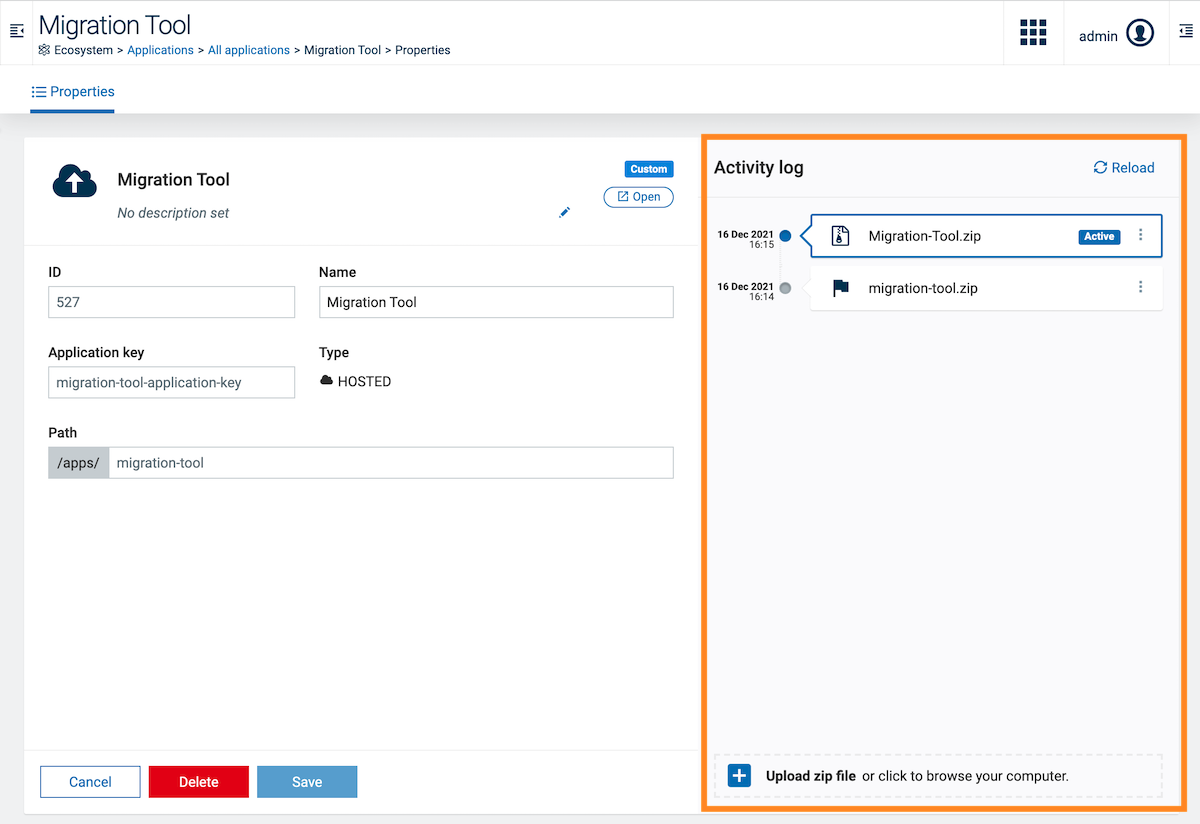 Migration Tool
Ecosystem > Applications > All applications > Migration Tool > Properties
admin
Properties
Migration Tool
No description set
Custom
Open
ID
527
Name
Migration Tool
Application key
migration-tool-application-key
Type
HOSTED
Path
/apps/ migration-tool
Cancel
Delete
Save
Activity log
Reload
16 Dec 2021
16:15
Migration-Tool.zip
Active
16 Dec 2021
16:14
migration-tool.zip
Upload zip file or click to browse your computer.